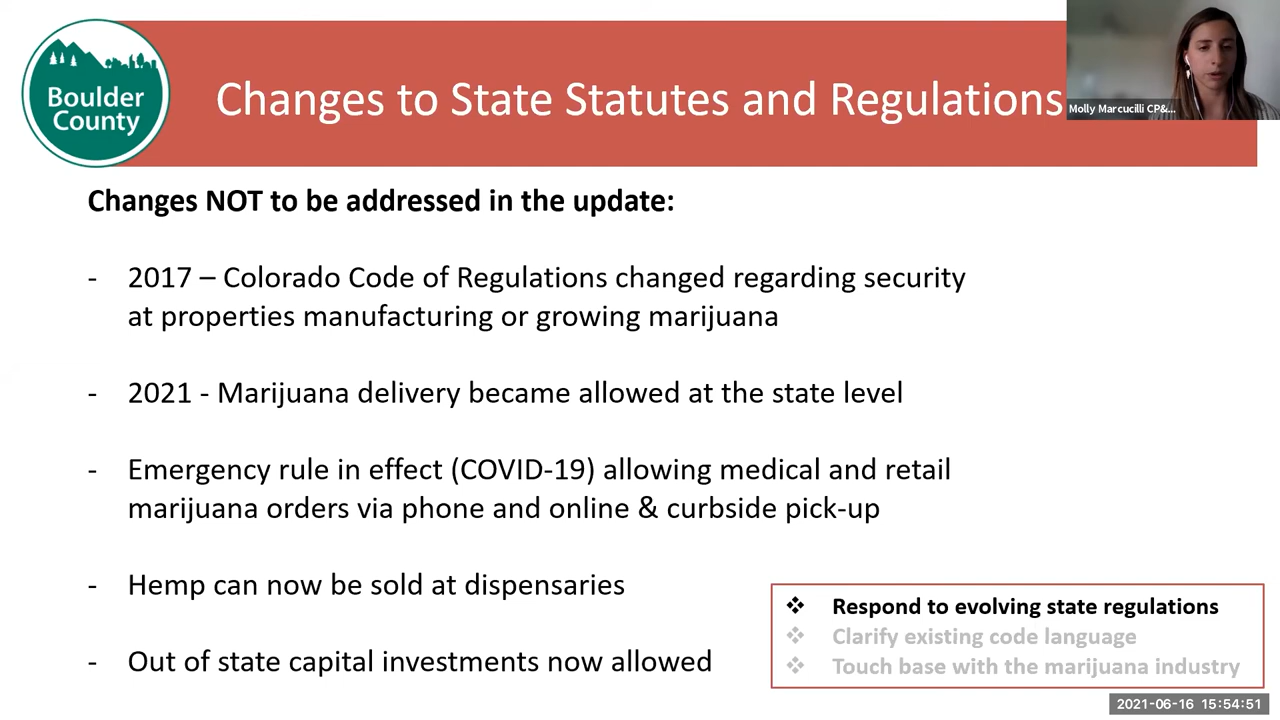 Boulder
County
Changes to State Statutes and Regulations
Molly Marcucilli CP&...
Changes NOT to be addressed in the update:
- 2017 – Colorado Code of Regulations changed regarding security
at properties manufacturing or growing marijuana
- 2021 - Marijuana delivery became allowed at the state level
- Emergency rule in effect (COVID-19) allowing medical and retail
marijuana orders via phone and online & curbside pick-up
- Hemp can now be sold at dispensaries
- Out of state capital investments now allowed
❖ Respond to evolving state regulations
❖ Clarify existing code language
❖ Touch base with the marijuana industry
2021-06-16 15:54:51